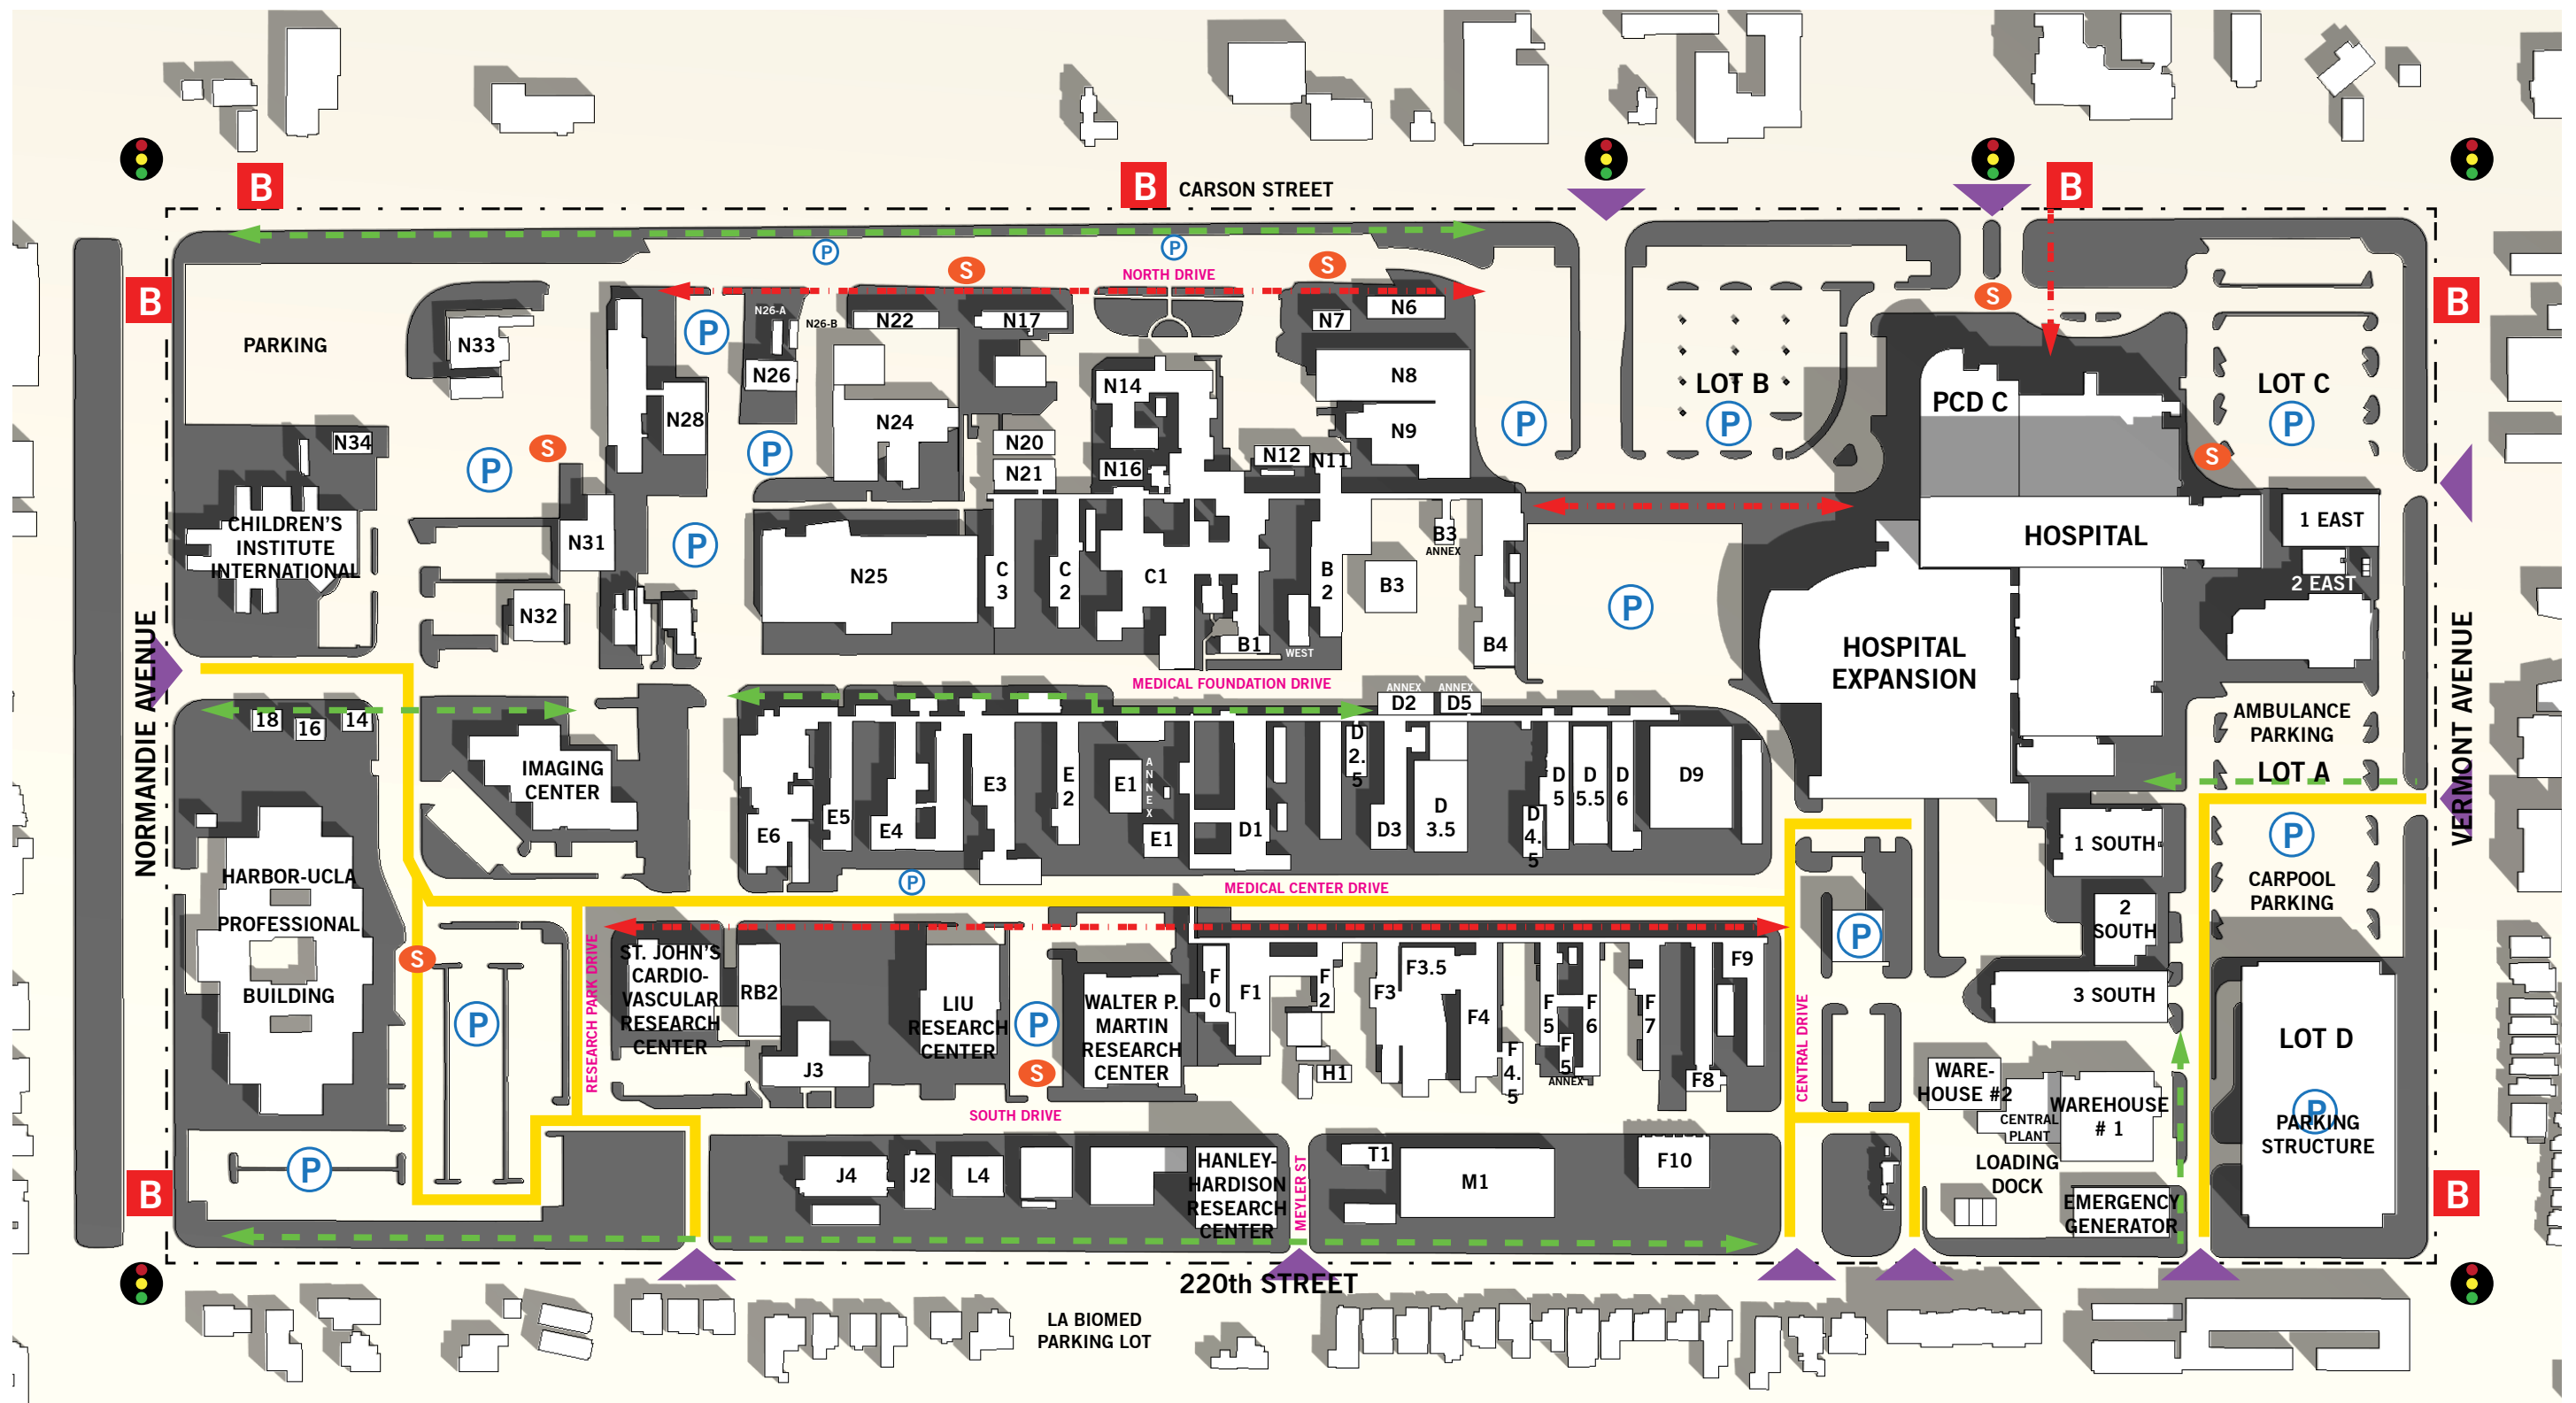 B
B
CARSON STREET
B
B
P
P
S
S
NORTH DRIVE
S
B
PARKING
N33
P
N26-A
N26-B
N22
N17
N7
N6
N26
N28
N24
N14
N8
N9
LOT B
P
PCD C
LOT C
P
N34
S
P
P
N20
N21
N16
N12
N11
P
S
CHILDREN'S
INSTITUTE
INTERNATIONAL
N31
P
N25
C
3
C
2
C1
B
2
B3
ANNEX
B3
HOSPITAL
1 EAST
2 EAST
N32
B1
WEST
B4
P
HOSPITAL
EXPANSION
NORMANDIE AVENUE
VERMONT AVENUE
MEDICAL FOUNDATION DRIVE
18
16
14
ANNEX
D2
ANNEX
D5
AMBULANCE
PARKING
LOT A
IMAGING
CENTER
E6
E5
E4
E3
E
2
E1
ANNEX
E1
D1
D
2.
5
D3
D
3.5
D
4.
5
D
5
D
5.5
D
6
D9
1 SOUTH
P
CARPOOL
PARKING
HARBOR-UCLA
PROFESSIONAL
BUILDING
P
MEDICAL CENTER DRIVE
2
SOUTH
P
S
P
RESEARCH PARK DRIVE
ST. JOHN'S
CARDIO-
VASCULAR
RESEARCH
CENTER
RB2
J3
LIU
RESEARCH
CENTER
P
S
WALTER P.
MARTIN
RESEARCH
CENTER
F
0
F1
F
2
H1
F3
F3.5
F4
F
4.
5
F
5
F
5
ANNEX
F
6
F
7
F8
F9
CENTRAL DRIVE
3 SOUTH
LOT D
P
PARKING
STRUCTURE
WARE-
HOUSE #2
CENTRAL
PLANT
WAREHOUSE
# 1
SOUTH DRIVE
P
B
J4
J2
L4
HANLEY-
HARDISON
RESEARCH
CENTER
MEYLER ST
T1
M1
F10
LOADING
DOCK
EMERGENCY
GENERATOR
B
220th STREET
LA BIOMED
PARKING LOT